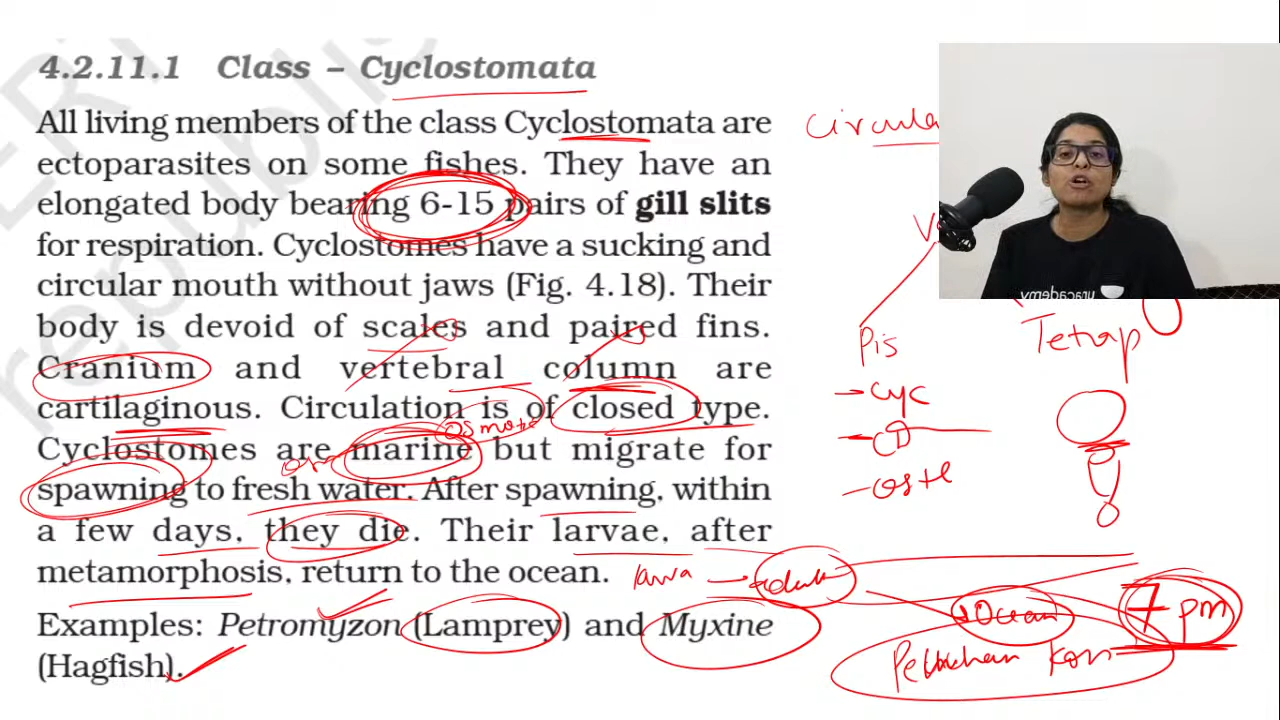 4.2.11.1 Class – Cyclostomata
All living members of the class Cyclostomata are
ectoparasites on some fishes. They have an
elongated body bearing 6-15 pairs of gill slits
for respiration. Cyclostomes have a sucking and
circular mouth without jaws (Fig. 4.18). Their
body is devoid of scales and paired fins.
Cranium and vertebral column are
cartilaginous. Circulation is of closed type.
Cyclostomes are marine but migrate for
spawning to fresh water. After spawning, within
a few days, they die. Their larvae, after
metamorphosis, return to the ocean.
Examples: Petromyzon (Lamprey) and Myxine
(Hagfish).
Circula
V
Pis
Tetrap
→ Cyc
- CD
- oste
larva →
Ocean
7 pm
unacademy